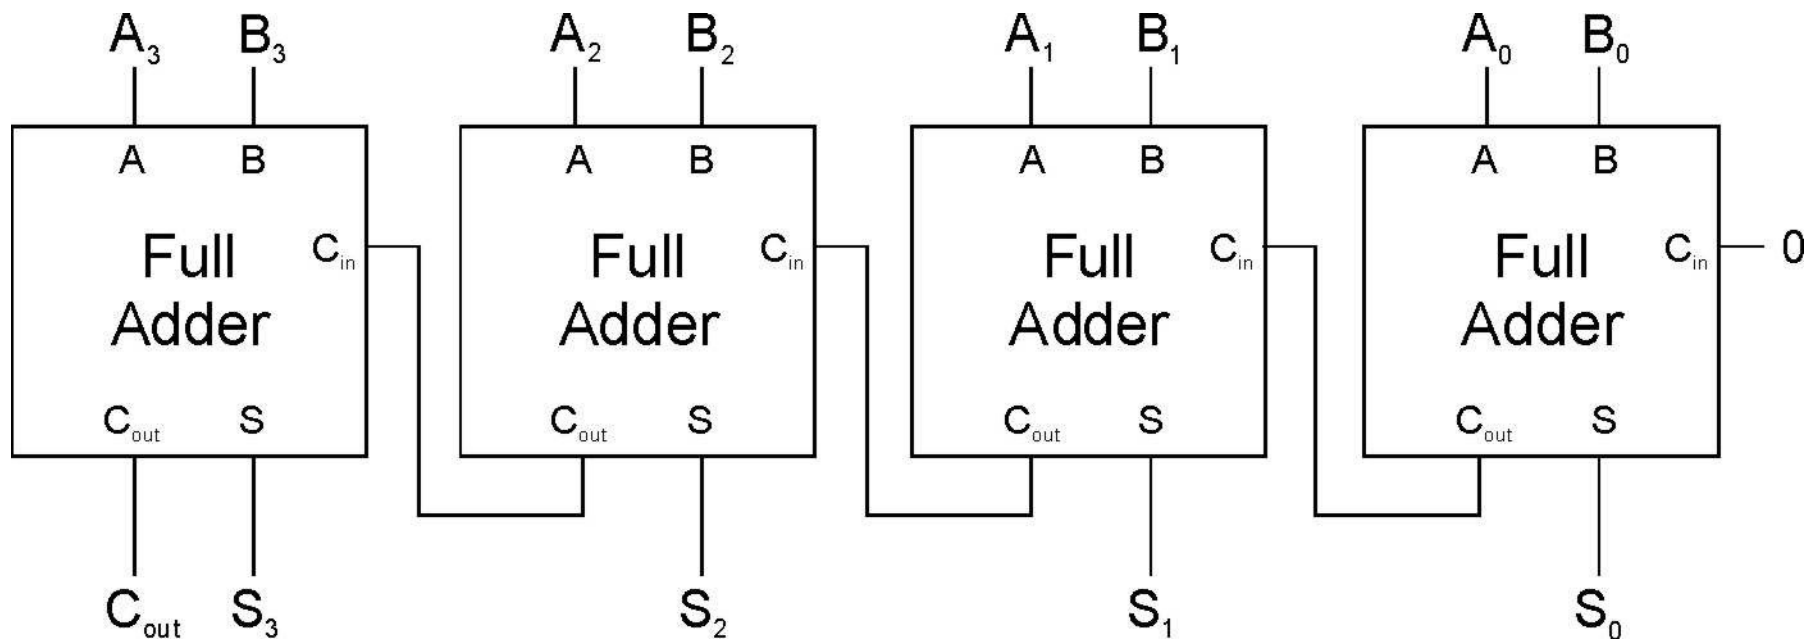 A₃ B₃ A₂ B₂ A₁ B₁ A₀ B₀
A B A B A B A B
Full Cᵢₙ Full Cᵢₙ Full Cᵢₙ Full Cᵢₙ 0
Adder Adder Adder Adder
Cout S Cout S Cout S Cout S
Cout S₃ S₂ S₁ S₀